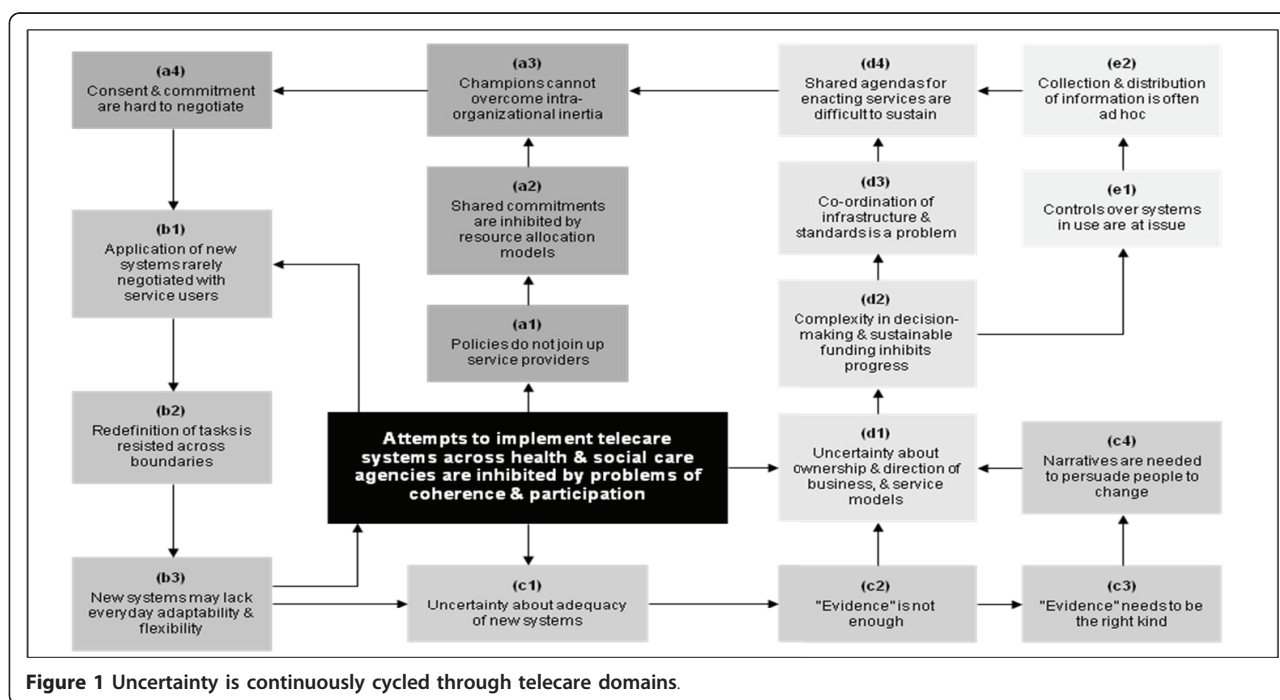 (a4)
Consent & commitment
are hard to negotiate
(a3)
Champions cannot
overcome intra-
organizational inertia
(d4)
Shared agendas for
enacting services are
difficult to sustain
(e2)
Collection & distribution
of information is often
ad hoc
(a2)
Shared commitments
are inhibited by
resource allocation
models
(d3)
Co-ordination of
infrastructure &
standards is a problem
(e1)
Controls over systems
in use are at issue
(b1)
Application of new
systems rarely
negotiated with
service users
(a1)
Policies do not join up
service providers
(d2)
Complexity in decision-
making & sustainable
funding inhibits
progress
(b2)
Redefinition of tasks is
resisted across
boundaries
Attempts to implement telecare
systems across health & social care
agencies are inhibited by problems of
coherence & participation
(d1)
Uncertainty about
ownership & direction of
business, & service
models
(c4)
Narratives are needed
to persuade people to
change
(b3)
New systems may lack
everyday adaptability &
flexibility
(c1)
Uncertainty about adequacy
of new systems
(c2)
"Evidence" is not
enough
(c3)
"Evidence" needs to be
the right kind
Figure 1 Uncertainty is continuously cycled through telecare domains.